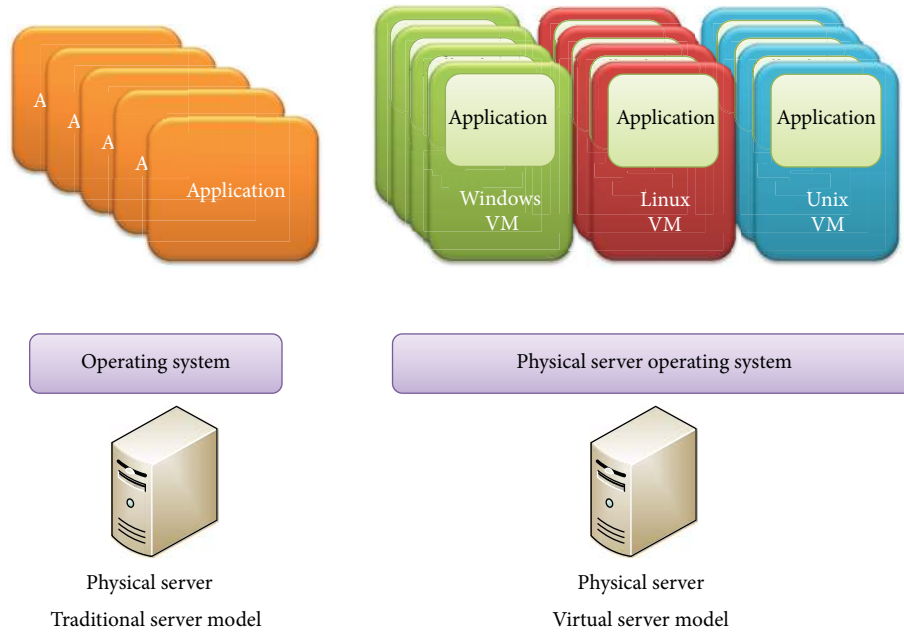 A
A
A
A
Application
Application
Windows
VM
Application
Linux
VM
Application
Unix
VM
Operating system
Physical server operating system
Physical server
Traditional server model
Physical server
Virtual server model